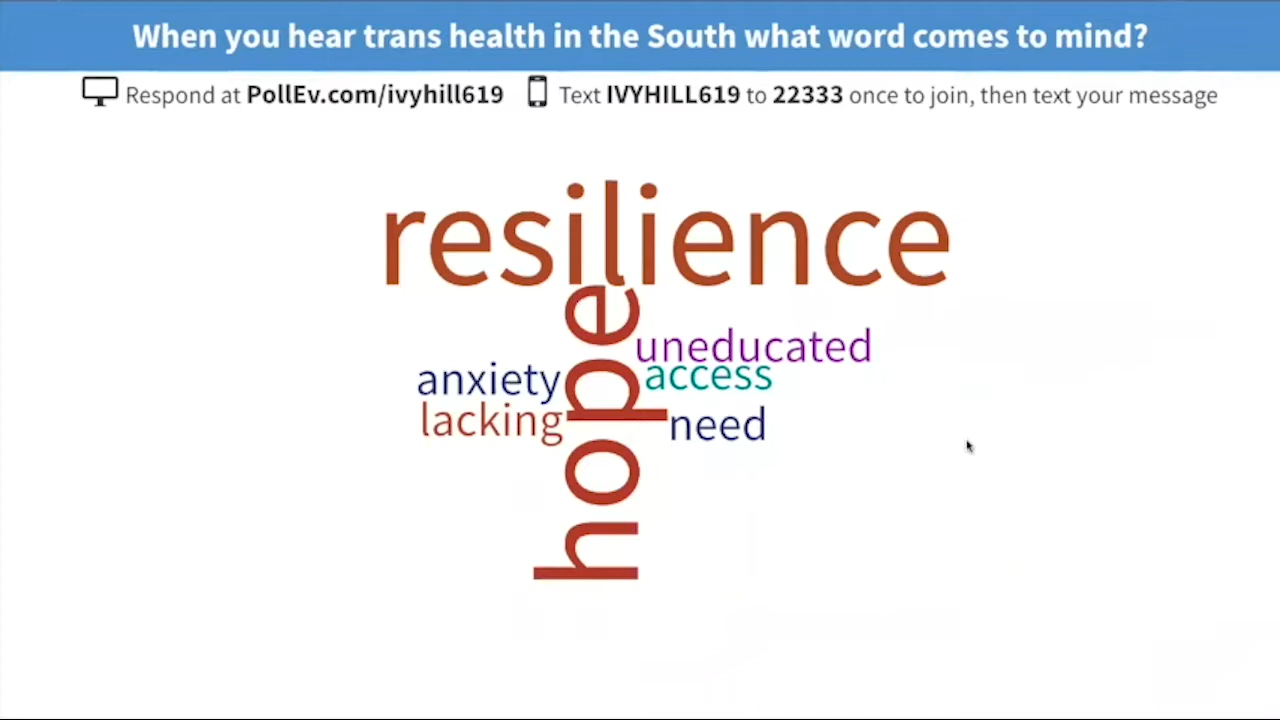 When you hear trans health in the South what word comes to mind?
Respond at PollEv.com/ivyhill619 Text IVYHILL619 to 22333 once to join, then text your message
resilience
hope
uneducated
anxiety
access
lacking
need